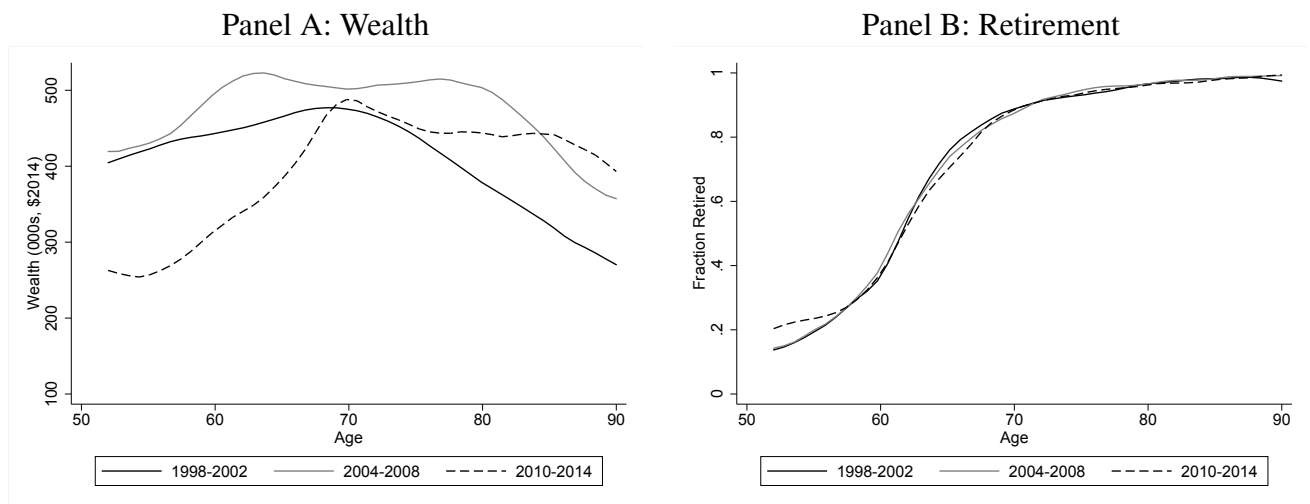 Panel A: Wealth
Wealth (000s, $2014)
500
400
300
200
100
50 60 70 80 90
Age
1998-2002 2004-2008 2010-2014
Panel B: Retirement
Fraction Retired
1
.8
.6
.4
.2
0
50 60 70 80 90
Age
1998-2002 2004-2008 2010-2014